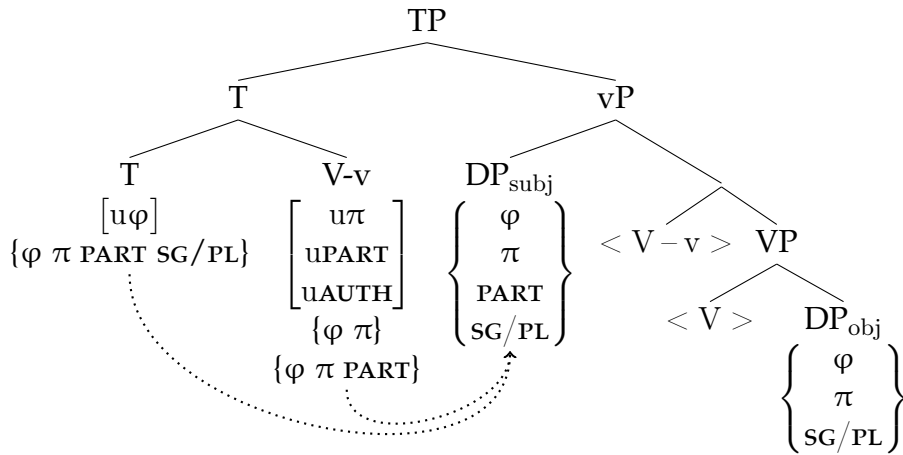 TP
T vP
T V-v DP_subj
[uφ] [uπ {φ
{φ π PART SG/PL} uPART π < V – v > VP
uAUTH] PART
{φ π} SG/PL} < V > DP_obj
{φ π PART} {φ
π
SG/PL}